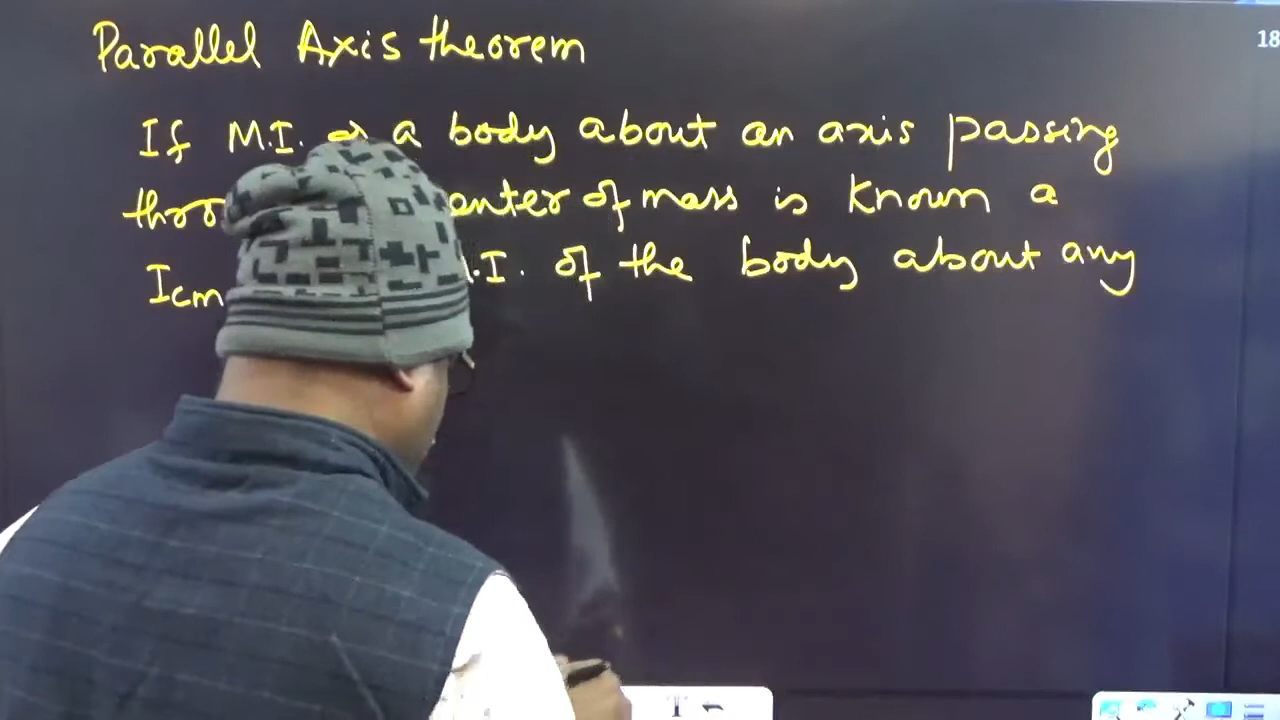 Parallel Axis theorem
18
If M.I. a body about an axis passing
enter of mass is known a
Icm .I. of the body about any